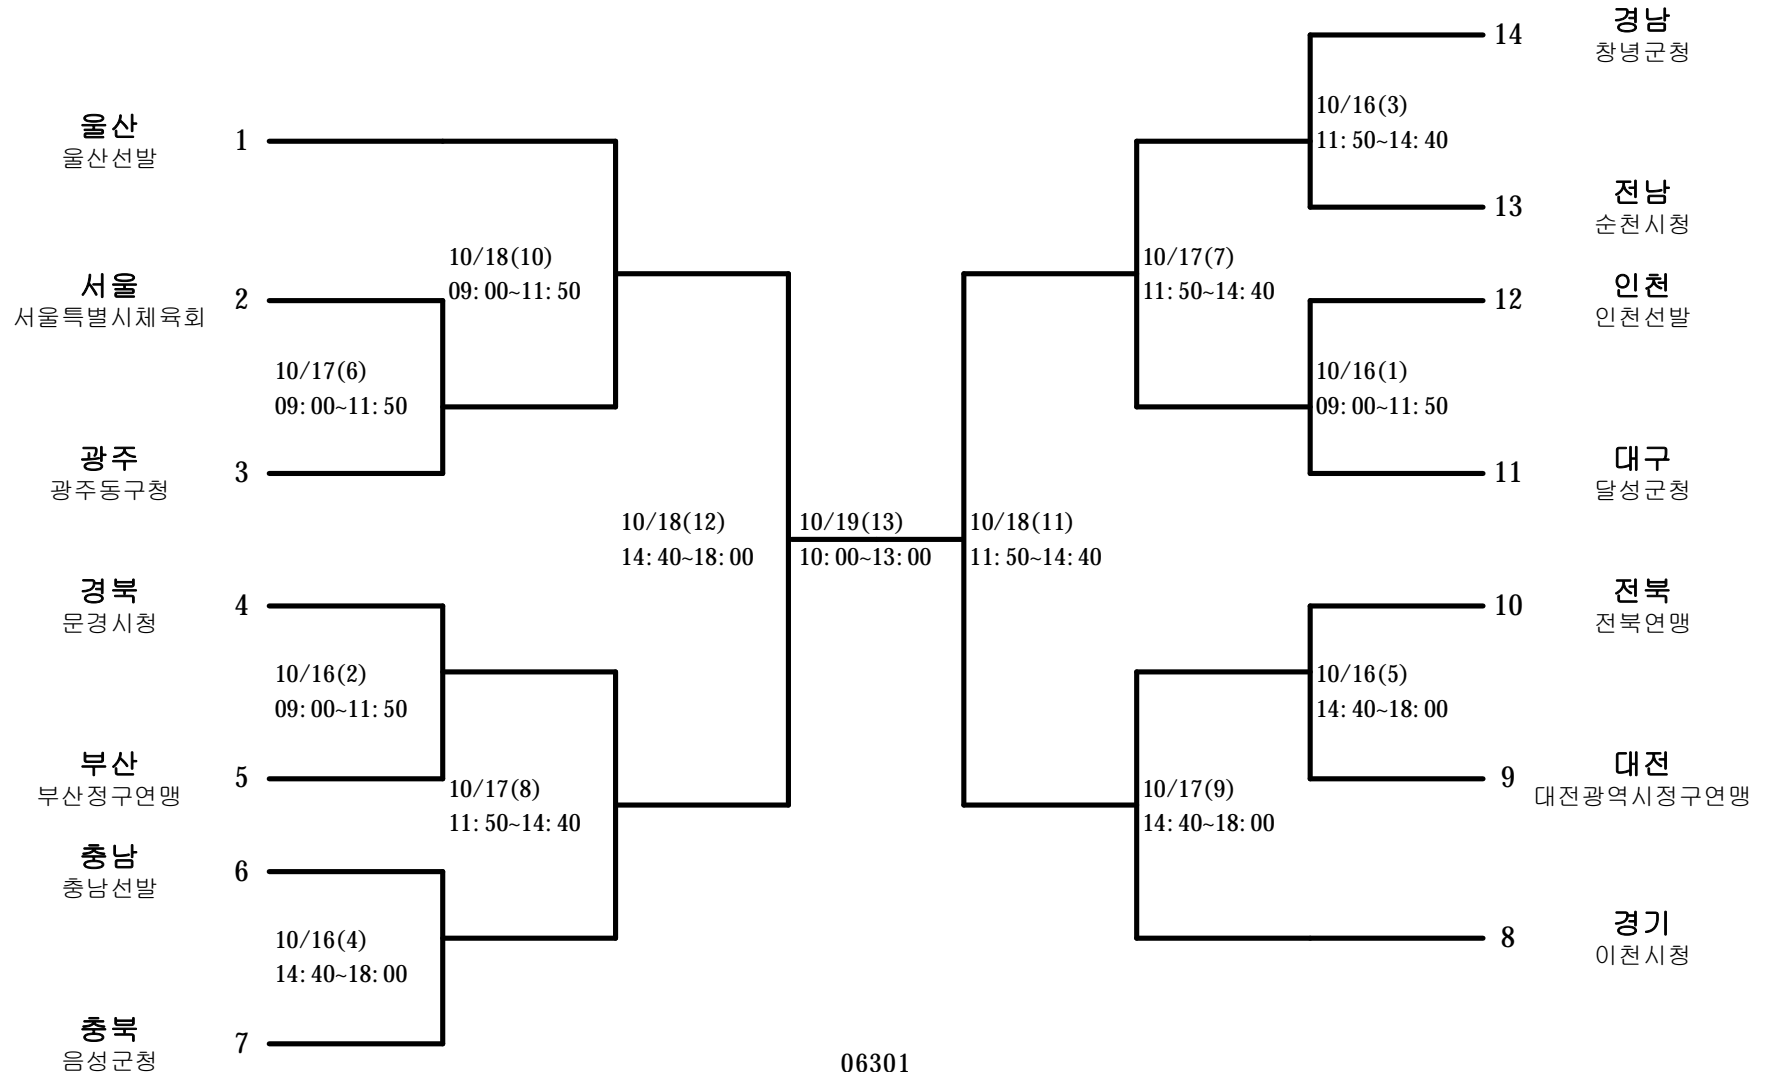 울산
울산선발
1
서울
서울특별시체육회
2
10/18(10)
09:00~11:50
10/17(6)
09:00~11:50
광주
광주동구청
3
10/18(12)
14:40~18:00
경북
문경시청
4
10/16(2)
09:00~11:50
부산
부산정구연맹
5
10/17(8)
11:50~14:40
충남
충남선발
6
10/16(4)
14:40~18:00
충북
음성군청
7
10/19(13)
10:00~13:00
14
경남
창녕군청
10/16(3)
11:50~14:40
13
전남
순천시청
10/17(7)
11:50~14:40
12
인천
인천선발
10/16(1)
09:00~11:50
11
대구
달성군청
10/18(11)
11:50~14:40
10
전북
전북연맹
10/16(5)
14:40~18:00
9
대전
대전광역시정구연맹
10/17(9)
14:40~18:00
8
경기
이천시청
06301